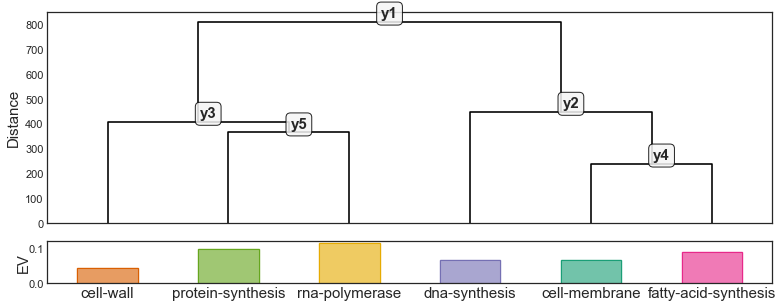 y1
800
700
600
y2
500
y3
400
y5
y4
300
200
100
0
Distance
0.1
0.0
EV
cell-wall protein-synthesis rna-polymerase dna-synthesis cell-membrane fatty-acid-synthesis